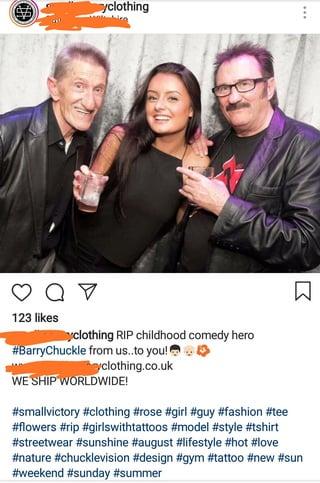 yclothing
123 likes
yclothing RIP childhood comedy hero
#BarryChuckle from us..to you!
clothing.co.uk
WE SHIP WORLDWIDE!
#smallvictory #clothing #rose #girl #guy #fashion #tee
#flowers #rip #girlswithtattoos #model #style #tshirt
#streetwear #sunshine #august #lifestyle #hot #love
#nature #chucklevision #design #gym #tattoo #new #sun
#weekend #sunday #summer